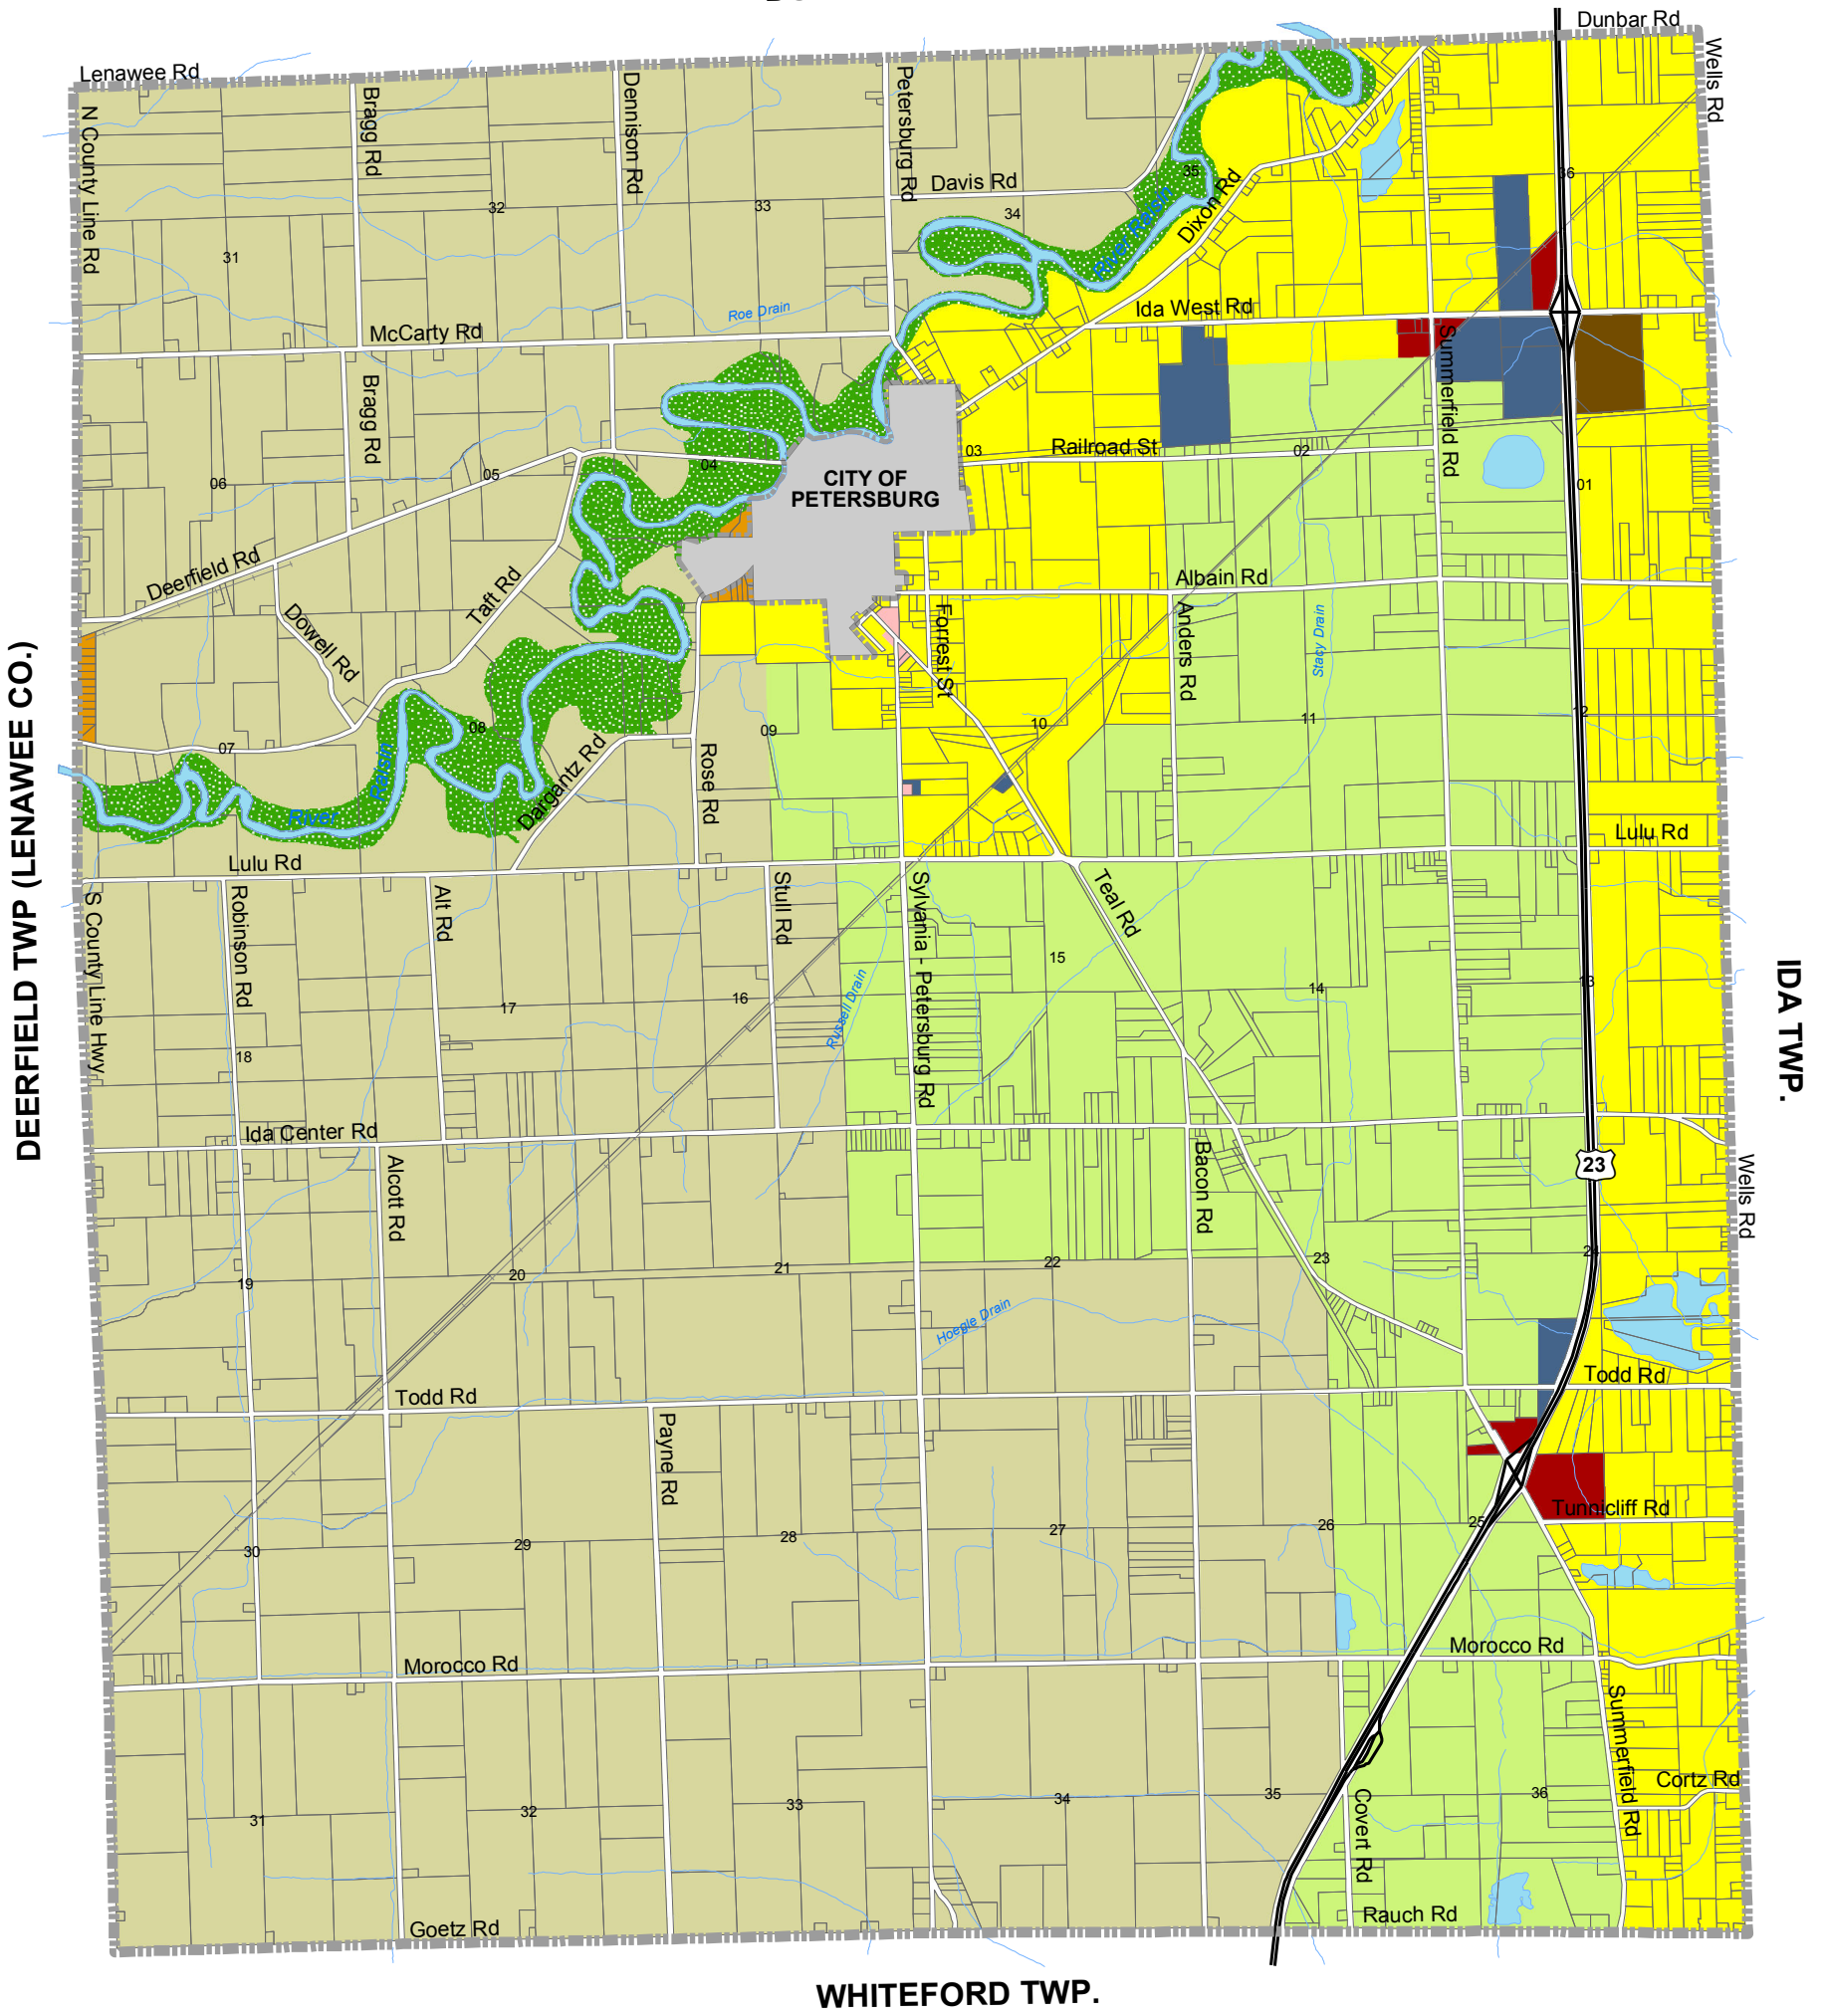 Dunbar Rd
Lenawee Rd
Wells Rd
N County Line Rd
Bragg Rd
Dennison Rd
Petersburg Rd
Davis Rd
35
36
River Raisin
Dixon Rd
31
32
33
34
Roe Drain
Ida West Rd
McCarty Rd
Summerfield Rd
Bragg Rd
Railroad St
03
02
04
05
06
01
CITY OF
PETERSBURG
Deerfield Rd
Taft Rd
Dowell Rd
Albain Rd
Forrest St
Anders Rd
Stacy Drain
DEERFIELD TWP (LENAWEE CO.)
07
08
09
10
11
12
River
Raisin
Dargantz Rd
Rose Rd
Lulu Rd
Lulu Rd
S County Line Hwy
Robinson Rd
Alt Rd
Stull Rd
Sylvania - Petersburg Rd
Teal Rd
Russell Drain
18
17
16
15
14
13
IDA TWP.
Ida Center Rd
Alcott Rd
Bacon Rd
23
Wells Rd
19
20
21
22
23
24
Hoegle Drain
Todd Rd
Todd Rd
Payne Rd
Tunnicliff Rd
30
29
28
27
26
25
Morocco Rd
Morocco Rd
Summerfield Rd
Cortz Rd
31
32
33
34
35
36
Covert Rd
Goetz Rd
Rauch Rd
WHITEFORD TWP.